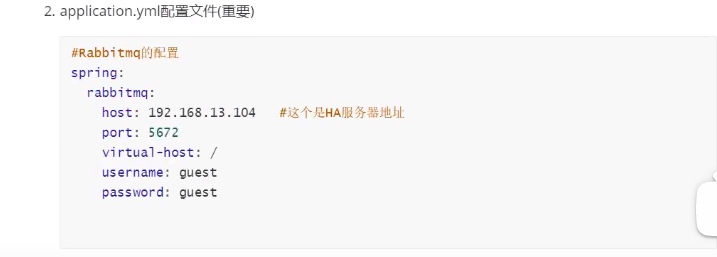 2. application.yml配置文件(重要)
#Rabbitmq的配置
spring:
  rabbitmq:
    host: 192.168.13.104   #这个是HA服务器地址
    port: 5672
    virtual-host: /
    username: guest
    password: guest